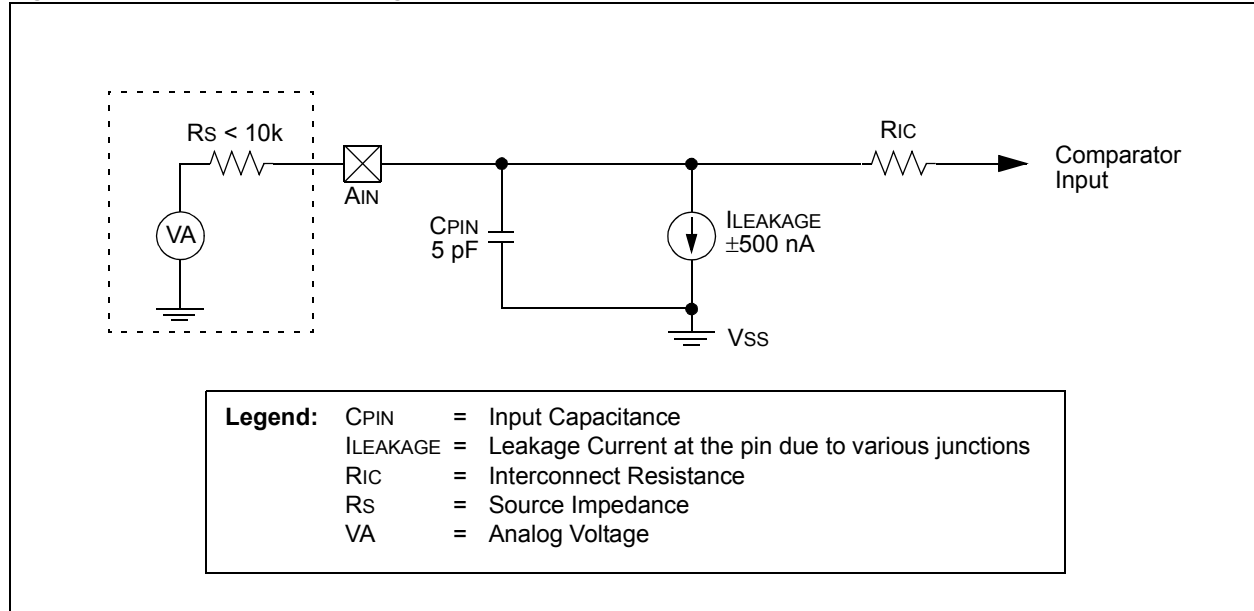 Rs < 10k
RIC
Comparator
Input
AIN
CPIN
5 pF
ILEAKAGE
±500 nA
VA
Vss
Legend: CPIN = Input Capacitance
ILEAKAGE = Leakage Current at the pin due to various junctions
RIC = Interconnect Resistance
Rs = Source Impedance
VA = Analog Voltage